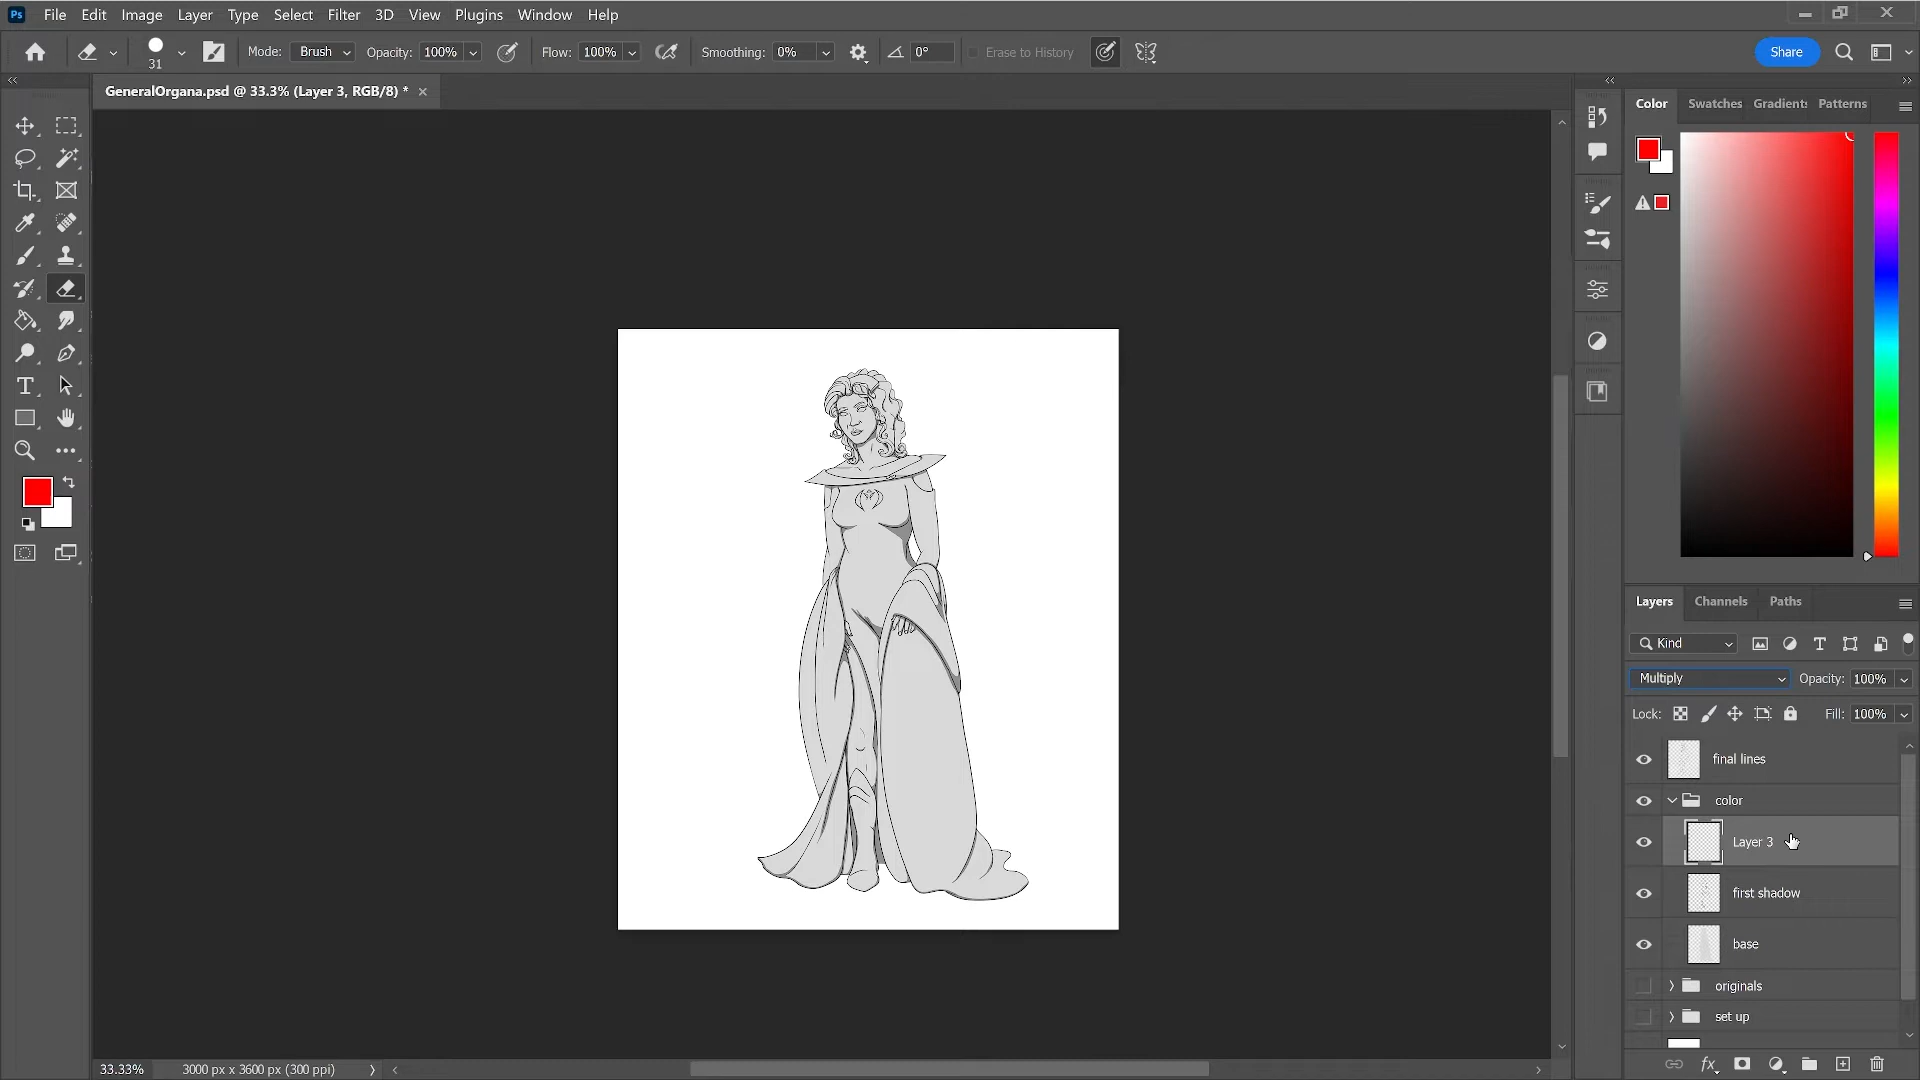 Ps File Edit Image Layer Type Select Filter 3D View Plugins Window Help
31 Mode: Brush Opacity: 100% Flow: 100% Smoothing: 0% 0° Erase to History Share
GeneralOrgana.psd @ 33.3% (Layer 3, RGB/8) *
Color Swatches Gradients Patterns
Layers Channels Paths
Kind
Multiply Opacity: 100%
Lock: Fill: 100%
final lines
color
Layer 3
first shadow
base
originals
set up
33.33% 3000 px x 3600 px (300 ppi)
fx